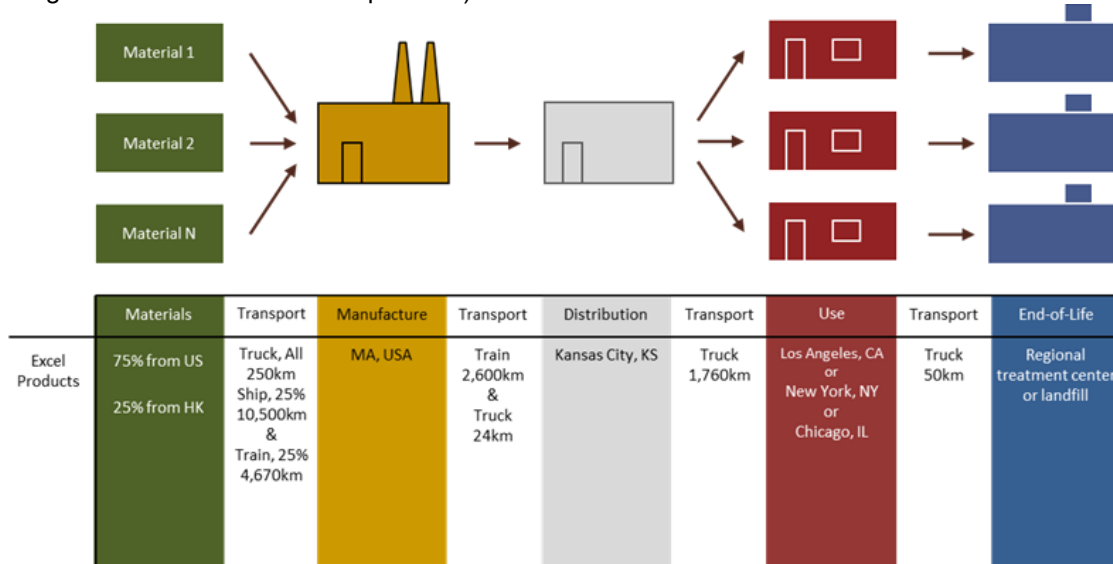 Material 1
Material 2
Material N
Materials
Transport
Manufacture
Transport
Distribution
Transport
Use
Transport
End-of-Life
Excel
Products
75% from US
25% from HK
Truck, All
250km
Ship, 25%
10,500km
&
Train, 25%
4,670km
MA, USA
Train
2,600km
&
Truck
24km
Kansas City, KS
Truck
1,760km
Los Angeles, CA
or
New York, NY
or
Chicago, IL
Truck
50km
Regional
treatment center
or landfill